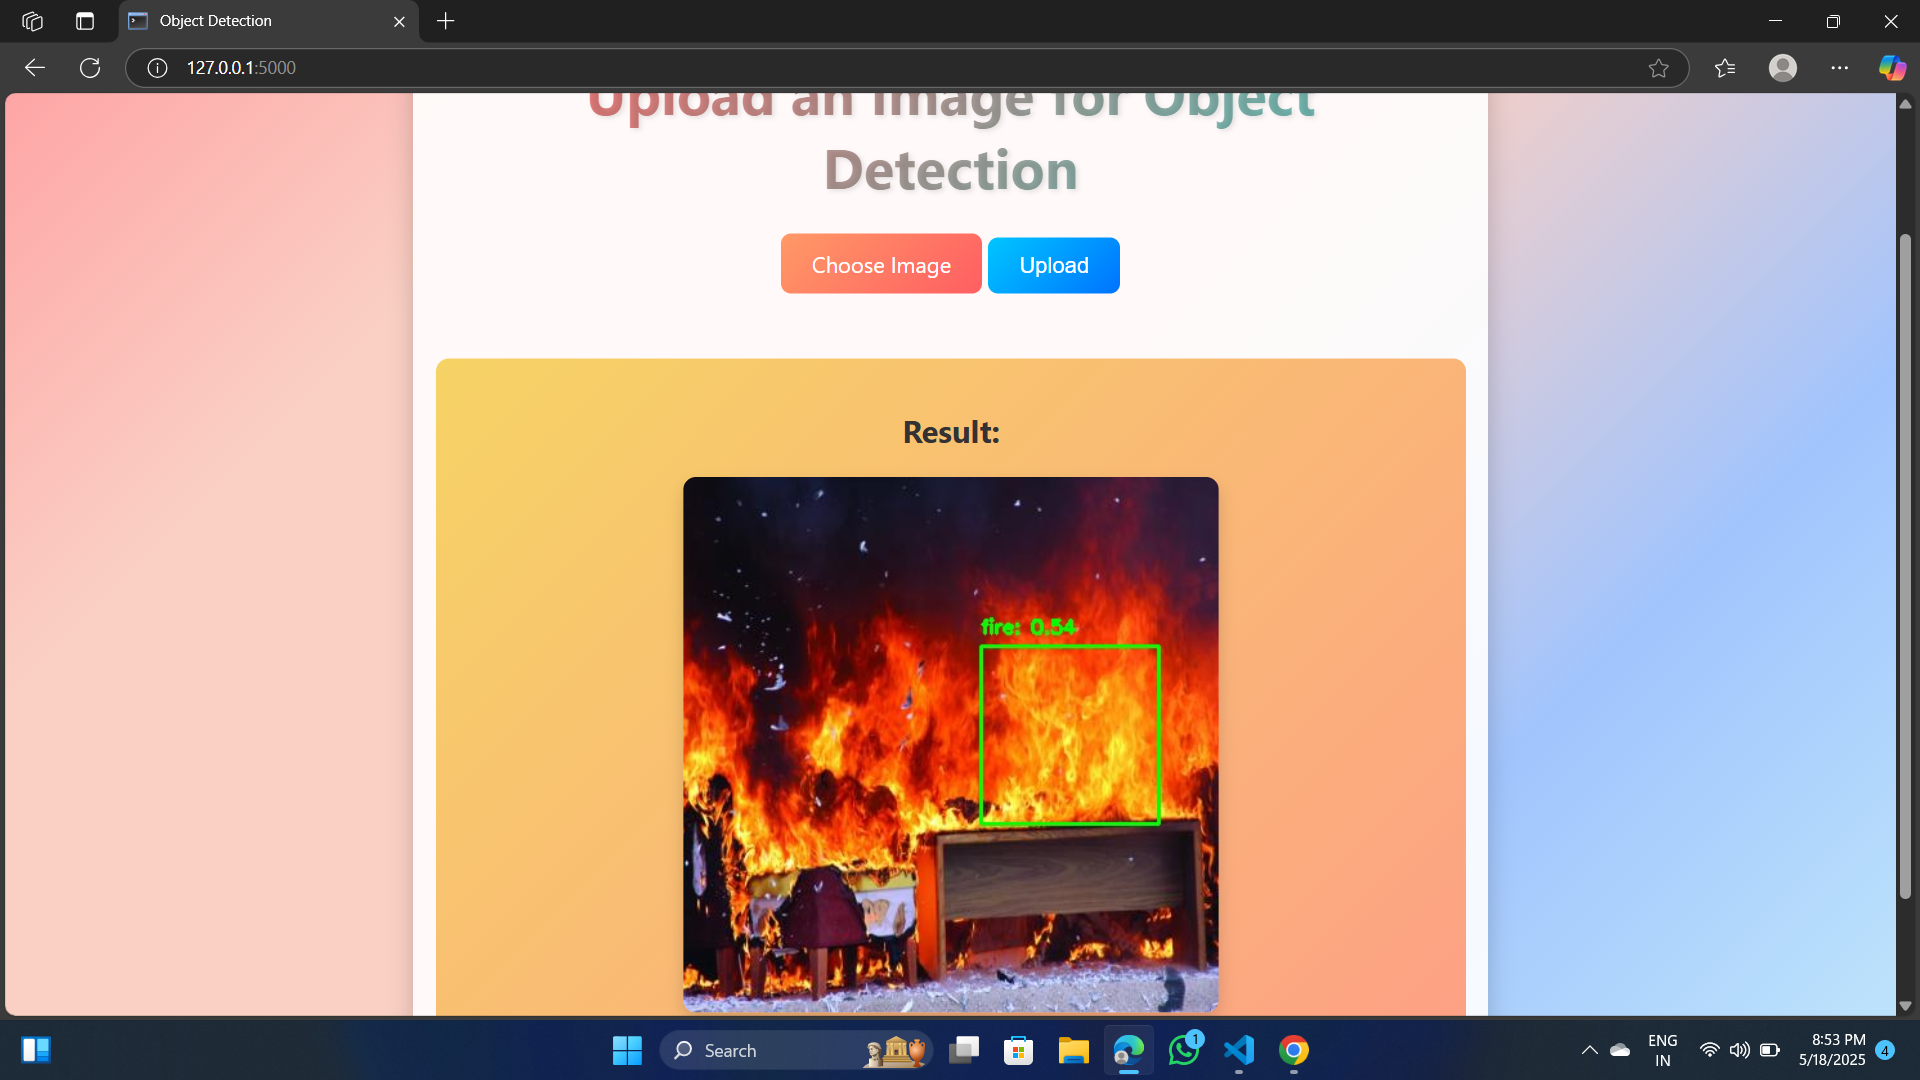 Object Detection
127.0.0.1:5000
Upload an Image for Object
Detection
Choose Image
Upload
Result:
fire: 0.54
Search
1
ENG
IN
8:53 PM
5/18/2025
4